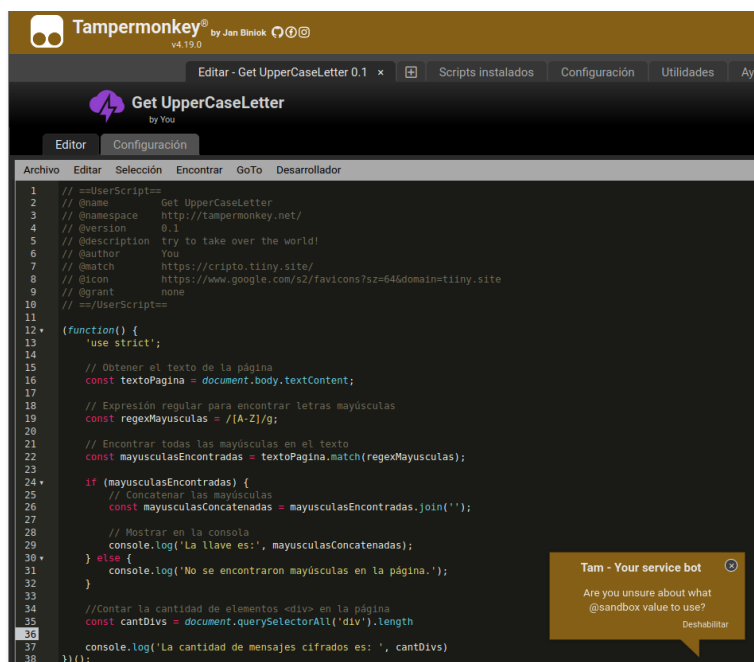 Tampermonkey® by Jan Biniok
v4.19.0
Editar - Get UpperCaseLetter 0.1 × Scripts instalados Configuración Utilidades Ay
Get UpperCaseLetter
by You
Editor Configuración
Archivo Editar Selección Encontrar GoTo Desarrollador
1 // ==UserScript==
2 // @name Get UpperCaseLetter
3 // @namespace http://tampermonkey.net/
4 // @version 0.1
5 // @description try to take over the world!
6 // @author You
7 // @match https://cripto.tiiny.site/
8 // @icon https://www.google.com/s2/favicons?sz=64&domain=tiiny.site
9 // @grant none
10 // ==/UserScript==
11
12 (function() {
13 'use strict';
14
15 // Obtener el texto de la página
16 const textoPagina = document.body.textContent;
17
18 // Expresión regular para encontrar letras mayúsculas
19 const regexMayusculas = /[A-Z]/g;
20
21 // Encontrar todas las mayúsculas en el texto
22 const mayusculasEncontradas = textoPagina.match(regexMayusculas);
23
24 if (mayusculasEncontradas) {
25 // Concatenar las mayúsculas
26 const mayusculasConcatenadas = mayusculasEncontradas.join('');
27
28 // Mostrar en la consola
29 console.log('La llave es:', mayusculasConcatenadas);
30 } else {
31 console.log('No se encontraron mayúsculas en la página.');
32 }
33
34 //Contar la cantidad de elementos <div> en la página
35 const cantDivs = document.querySelectorAll('div').length
36
37 console.log('La cantidad de mensajes cifrados es: ', cantDivs)
38 })();
Tam - Your service bot
Are you unsure about what
@sandbox value to use?
Deshabilitar